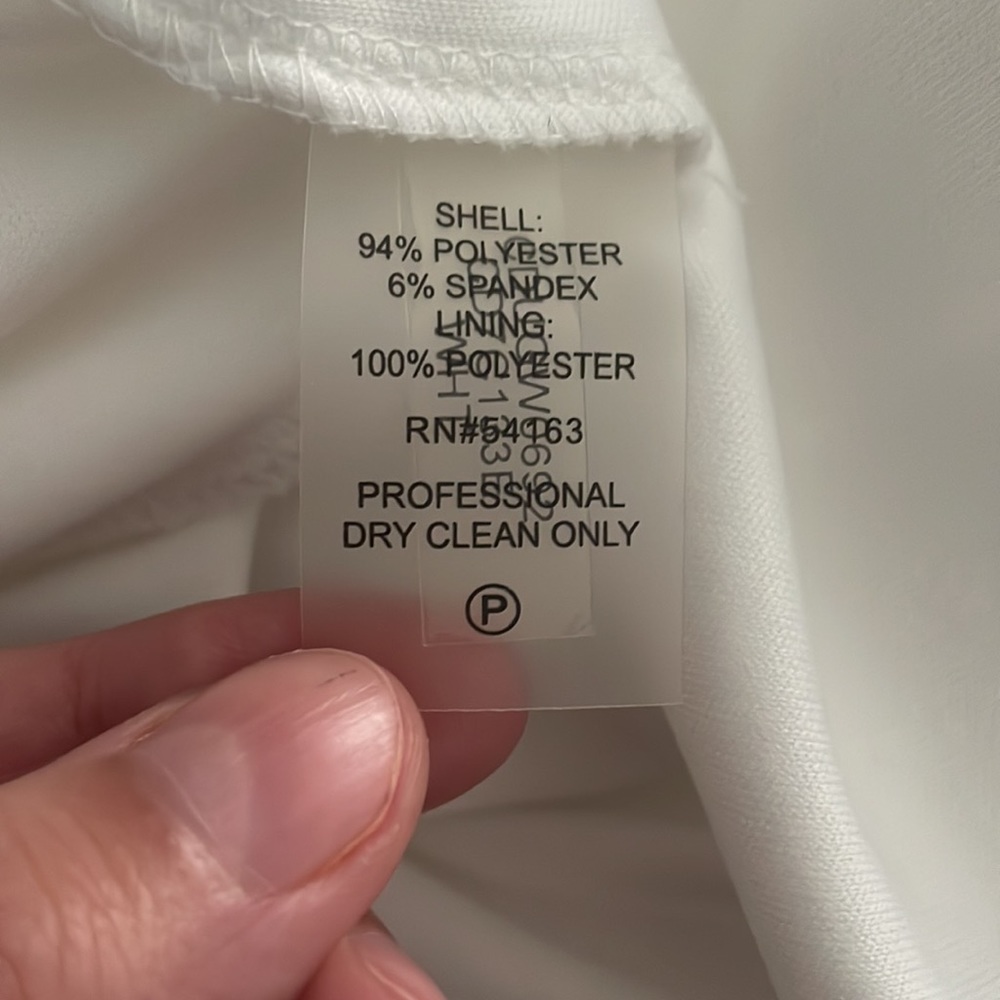 SHELL:
94% POLYESTER
6% SPANDEX
LINING:
100% POLYESTER
RN#54163
PROFESSIONAL
DRY CLEAN ONLY
P